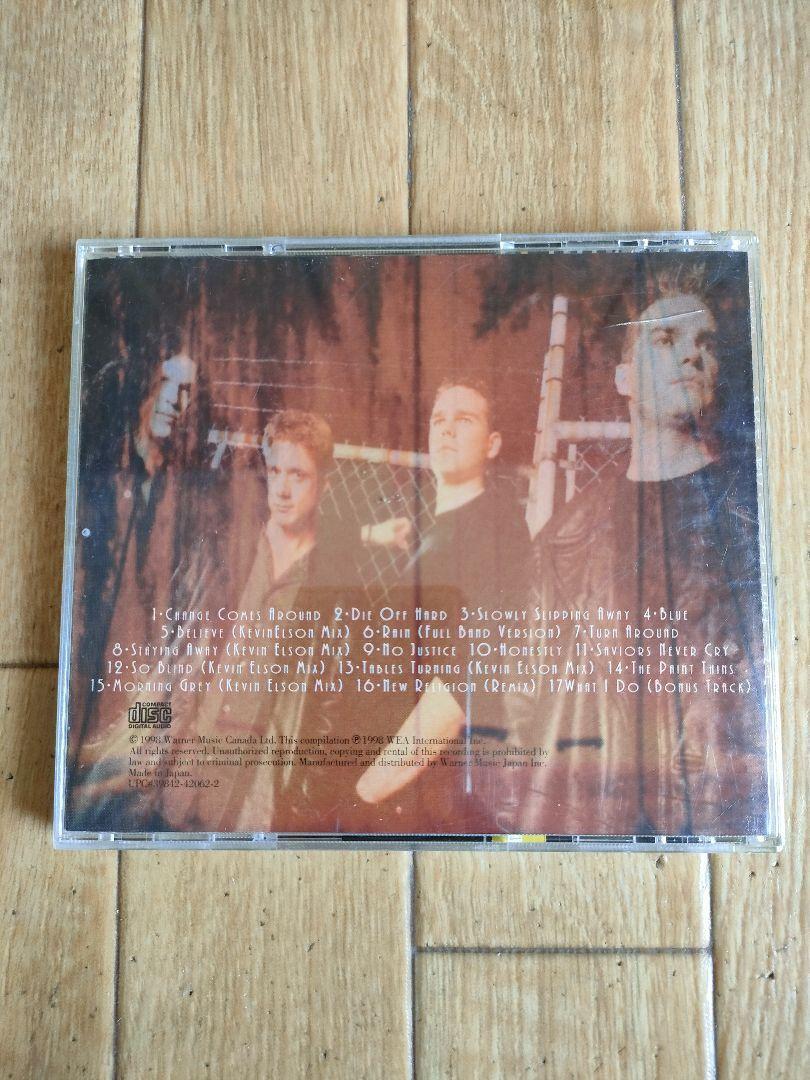 1•Change Comes Around 2•Die Off Hard 3•Slowly Slipping Away 4•Blue
5•Believe (KevinElson Mix) 6•Rain (Full Band Version) 7•Turn Around
8•Staying Away (Kevin Elson Mix) 9•No Justice 10•Honestly 11•Saviors Never Cry
12•So Blind (Kevin Elson Mix) 13•Tables Turning (Kevin Elson Mix) 14•The Paint Thins
15•Morning Grey (Kevin Elson Mix) 16•New Religion (Remix) 17What I Do (Bonus Track)
COMPACT
disc
DIGITAL AUDIO
© 1998 Warner Music Canada Ltd. This compilation ℗ 1998 WEA International Inc.
All rights reserved. Unauthorized reproduction, copying and rental of this recording is prohibited by
law and subject to criminal prosecution. Manufactured and distributed by Warner Music Japan Inc.
Made in Japan.
UPC#39842-42062-2